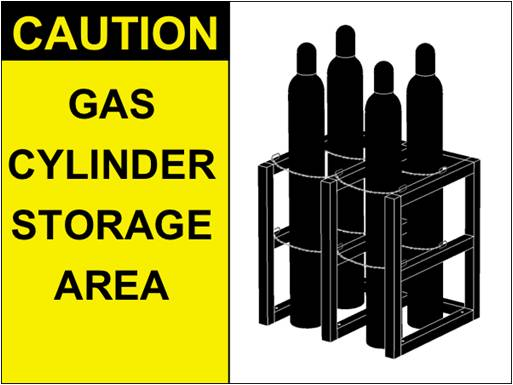 CAUTION
GAS
CYLINDER
STORAGE
AREA